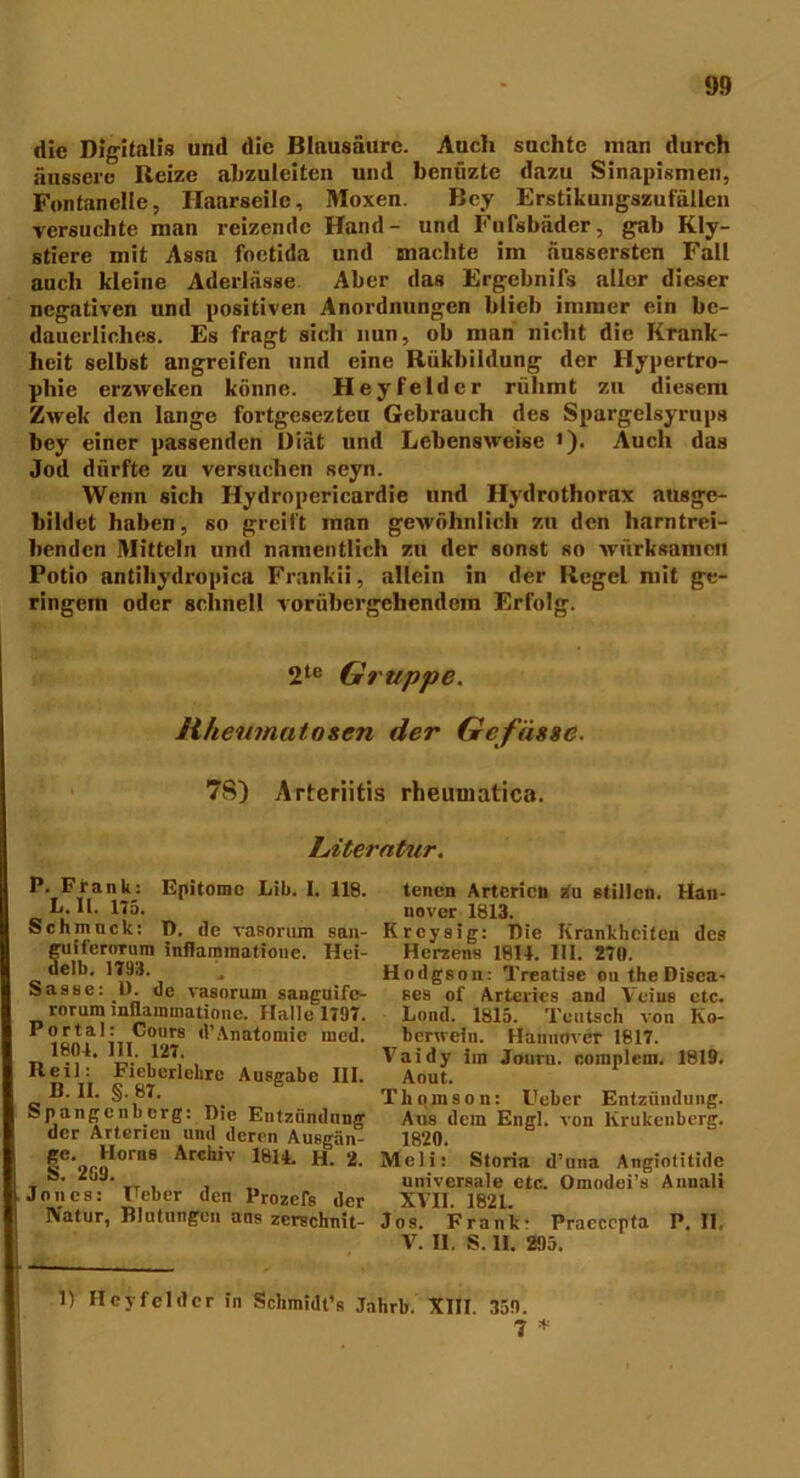 99
die Digitalis und die Blausäure. Auch suchte man durch
äussere Reize abzuleiten und benüzte dazu Sinapismen,
Fontanelle, Haarseile, Moxen. Bey Erstikungszufällen
versuchte man reizende Hand- und Fufsbäder, gab Kly-
stiere mit Assa foetida und machte im äussersten Fall
auch kleine Aderlässe Aber das Ergebnifs aller dieser
negativen und positiven Anordnungen blieb immer ein be-
dauerliches. Es fragt sich nun, ob man nicht die Krank-
heit selbst angreifen und eine Rükbildung der Hypertro-
phie erzweken könne. Heyfelder rühmt zu diesem
Zwek den lange fortgesezten Gebrauch des Spargelsyrups
bey einer passenden Diät und Lebensweise 1). Auch das
Jod dürfte zu versuchen seyn.
Wenn sich Hydropericardie und Hydrothorax ausge-
bildet haben, so greift man gewöhnlich zu den harntrei-
benden Mitteln und namentlich zu der sonst so würksamen
Potio antihydropica Frankii, allein in der Regel mit ge-
ringem oder schnell vorübergehendem Erfolg.
2te Gruppe.
Rheumatosen der Gefässe.
78) Arteriitis rheumatica.
Literatur.
P. Frank: Epitome Lib. I. 118.
L. II. 175.
Schmuck: D. de vasorum san-
guiferorum inflammatione. Hei-
delb. 1793.
Sasse: D. de vasorum sanguife-
rorum inflammatione. Halle 1797.
Portal: Cours d'Anatomie med.
1804. III. 127.
Reil: Fieberlehre Ausgabe III.
B. II. §. 87.
Spangenberg: Die Entzündung
der Arterien und deren Ausgän-
ge. Horns Archiv 1814. H. 2.
S. 269.
Jones: Ueber den Prozefs der
Natur, Blutungen aus zerschnit-
tenen Arterien zu stillen. Han-
nover 1813.
Kreysig: Die Krankheiten des
Herzens 1814. III. 270.
Hodgson: Treatise on the Disea-
ses of Arteries and Veins etc.
Lond. 1815. Teutsch von Ko-
berwein. Hannover 1817.
Vaidy im Journ. complem. 1819.
Aout.
Thomson: Ueber Entzündung.
Aus dem Engl. von Krukenberg.
1820.
Meli: Storia d'una Angiotitide
universale etc. Omodei's Annali
XVII. 1821.
Jos. Frank: Praecepta P. II.
V. II. S. II. 295.
1) Heyfelder in Schmidt's Jahrb. XIII. 359.
7 *